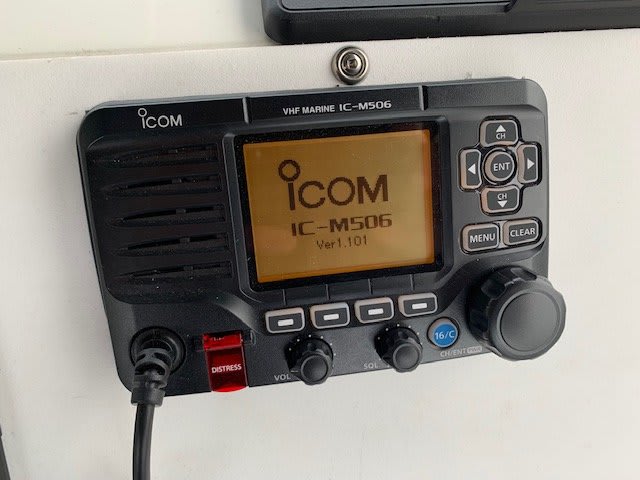 icom
VHF MARINE IC-M506
icom
IC-M506
Ver1.101
CH
ENT
CH
MENU
CLEAR
DISTRESS
VOL
SQL
16/C
CH/ENT PWR